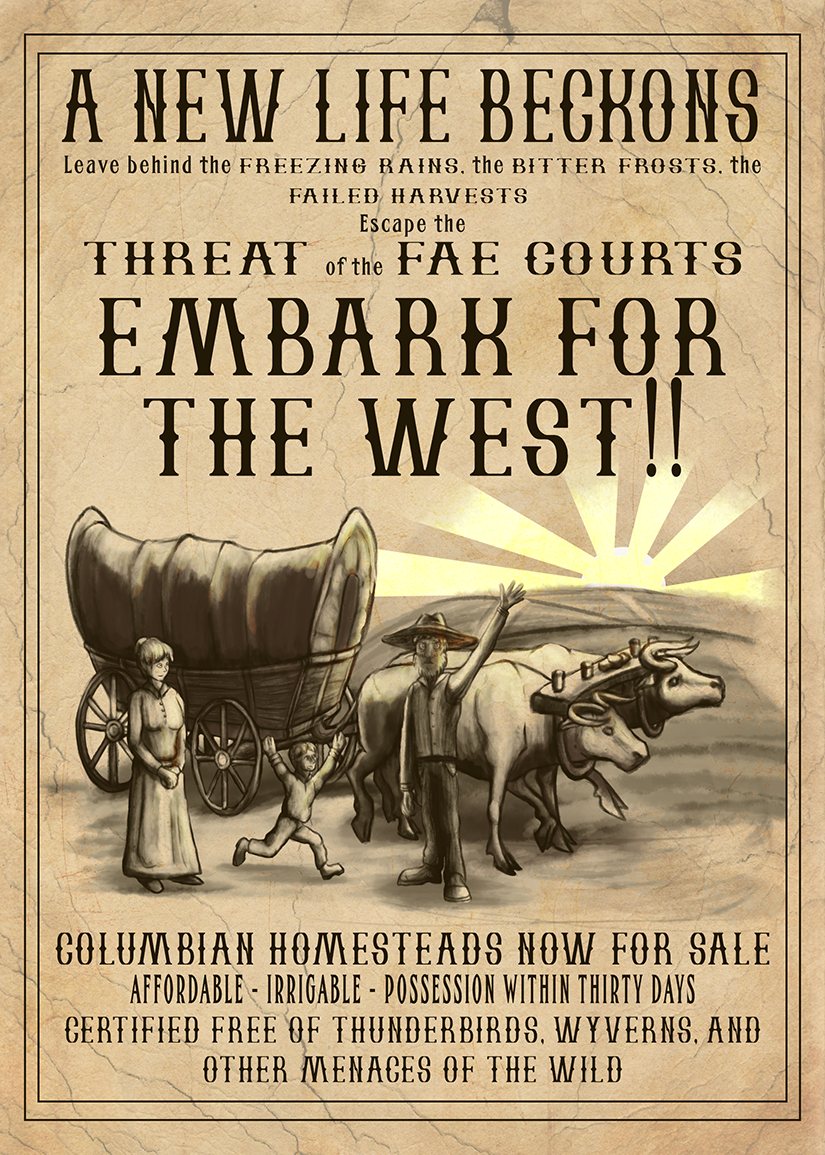 A NEW LIFE BECKONS
Leave behind the FREEZING RAINS, the BITTER FROSTS, the
FAILED HARVESTS
Escape the
THREAT of the FAE COURTS
EMBARK FOR
THE WEST!!
COLUMBIAN HOMESTEADS NOW FOR SALE
AFFORDABLE - IRRIGABLE - POSSESSION WITHIN THIRTY DAYS
CERTIFIED FREE OF THUNDERBIRDS, WYVERNS, AND
OTHER MENACES OF THE WILD